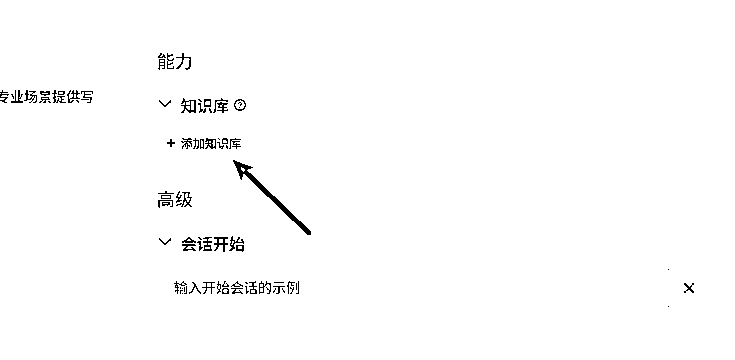 能力
专业场景提供写
知识库
+ 添加知识库
高级
会话开始
输入开始会话的示例